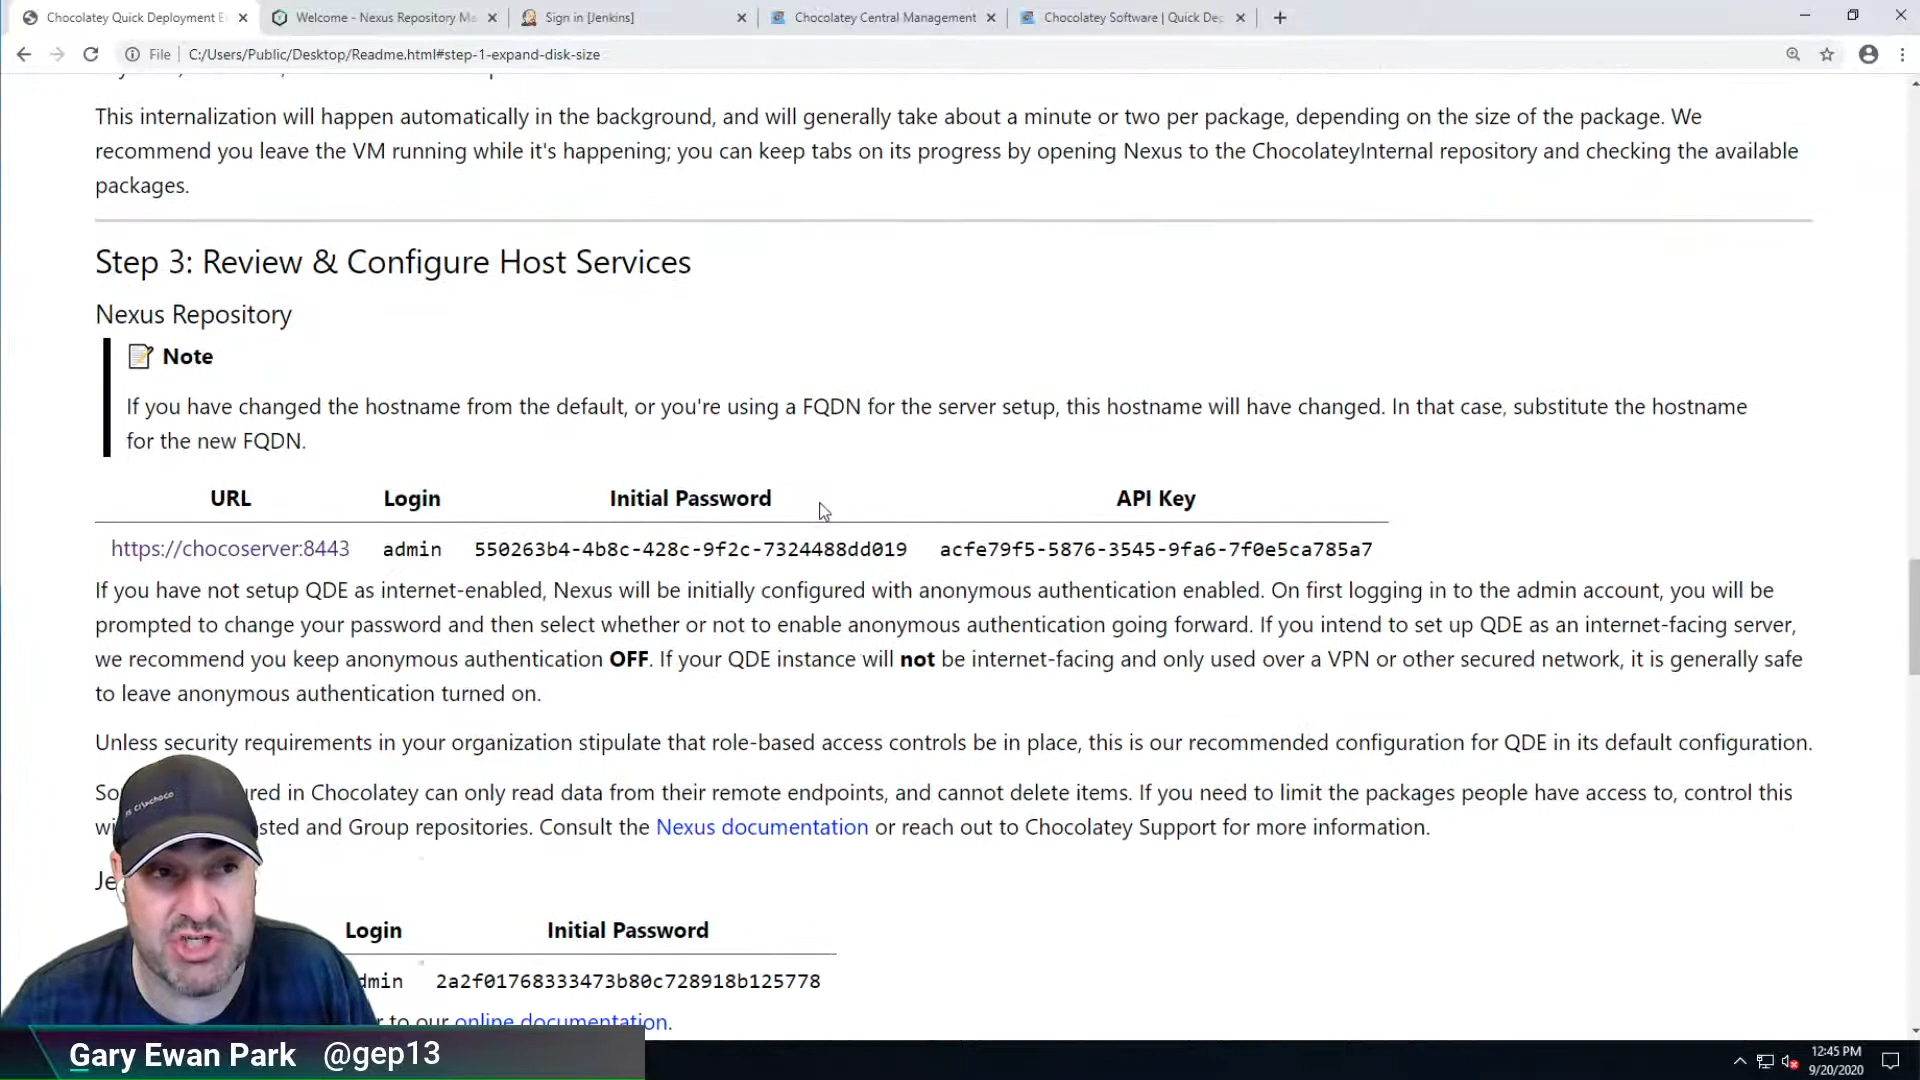 Chocolatey Quick Deployment E
Welcome - Nexus Repository Ma
Sign in [Jenkins]
Chocolatey Central Management
Chocolatey Software | Quick De
File
C:/Users/Public/Desktop/Readme.html#step-1-expand-disk-size
This internalization will happen automatically in the background, and will generally take about a minute or two per package, depending on the size of the package. We
recommend you leave the VM running while it's happening; you can keep tabs on its progress by opening Nexus to the ChocolateyInternal repository and checking the available
packages.
Step 3: Review & Configure Host Services
Nexus Repository
Note
If you have changed the hostname from the default, or you're using a FQDN for the server setup, this hostname will have changed. In that case, substitute the hostname
for the new FQDN.
URL Login Initial Password API Key
https://chocoserver:8443 admin 550263b4-4b8c-428c-9f2c-7324488dd019 acfe79f5-5876-3545-9fa6-7f0e5ca785a7
If you have not setup QDE as internet-enabled, Nexus will be initially configured with anonymous authentication enabled. On first logging in to the admin account, you will be
prompted to change your password and then select whether or not to enable anonymous authentication going forward. If you intend to set up QDE as an internet-facing server,
we recommend you keep anonymous authentication OFF. If your QDE instance will not be internet-facing and only used over a VPN or other secured network, it is generally safe
to leave anonymous authentication turned on.
Unless security requirements in your organization stipulate that role-based access controls be in place, this is our recommended configuration for QDE in its default configuration.
So red in Chocolatey can only read data from their remote endpoints, and cannot delete items. If you need to limit the packages people have access to, control this
wi sted and Group repositories. Consult the Nexus documentation or reach out to Chocolatey Support for more information.
Je
Login Initial Password
dmin 2a2f01768333473b80c728918b125778
r to our online documentation.
Gary Ewan Park @gep13
12:45 PM
9/20/2020